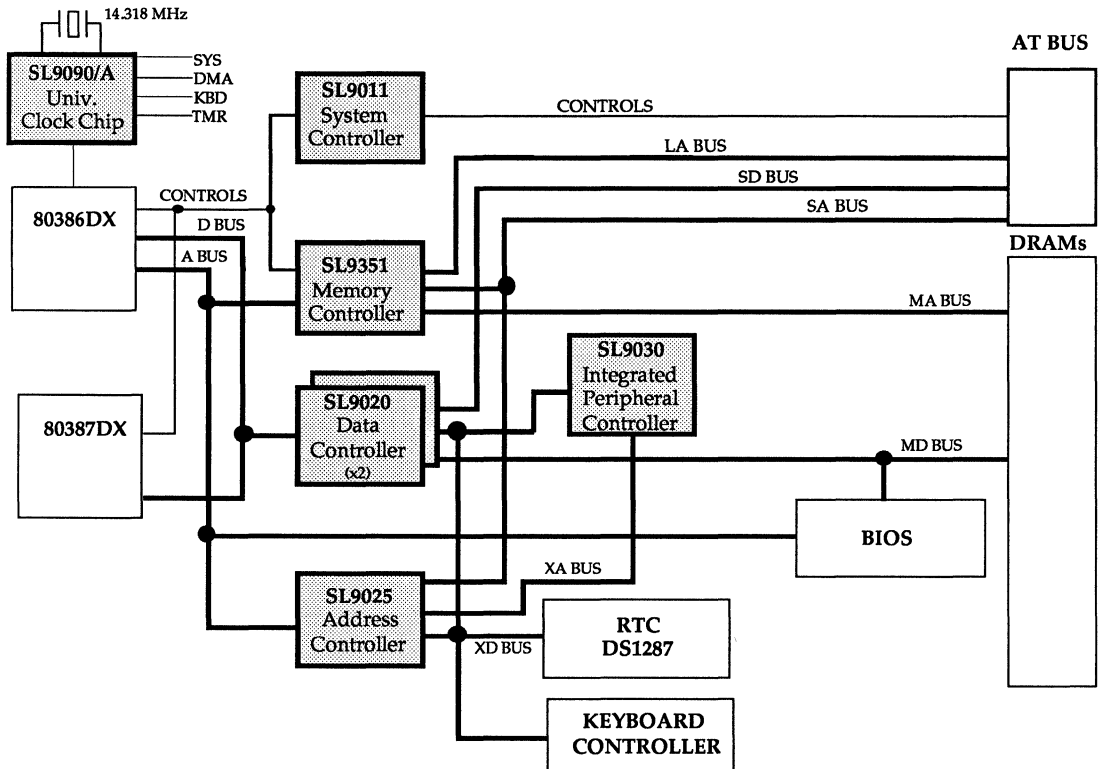 14.318 MHz
SL9090/A
Univ.
Clock Chip
SYS
DMA
KBD
TMR
AT BUS
SL9011
System
Controller
CONTROLS
LA BUS
SD BUS
SA BUS
80386DX
CONTROLS
D BUS
A BUS
SL9351
Memory
Controller
DRAMs
MA BUS
SL9030
Integrated
Peripheral
Controller
80387DX
SL9020
Data
Controller
(x2)
MD BUS
BIOS
XA BUS
SL9025
Address
Controller
XD BUS
RTC
DS1287
KEYBOARD
CONTROLLER